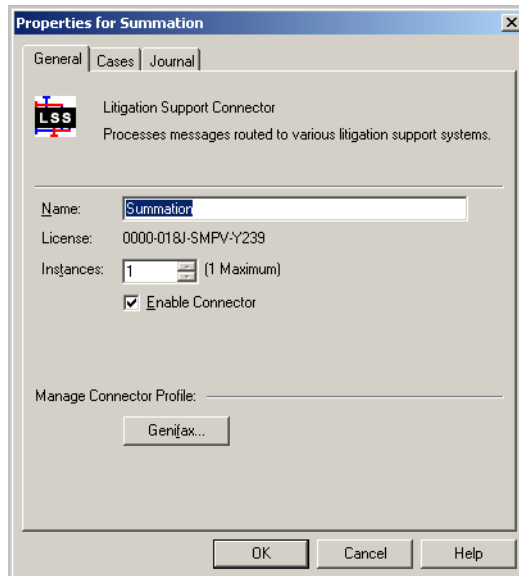 Properties for Summation
General Cases Journal
LSS
Litigation Support Connector
Processes messages routed to various litigation support systems.
Name: Summation
License: 0000-018J-SMPV-Y239
Instances: 1 (1 Maximum)
Enable Connector
Manage Connector Profile:
Genifax...
OK Cancel Help